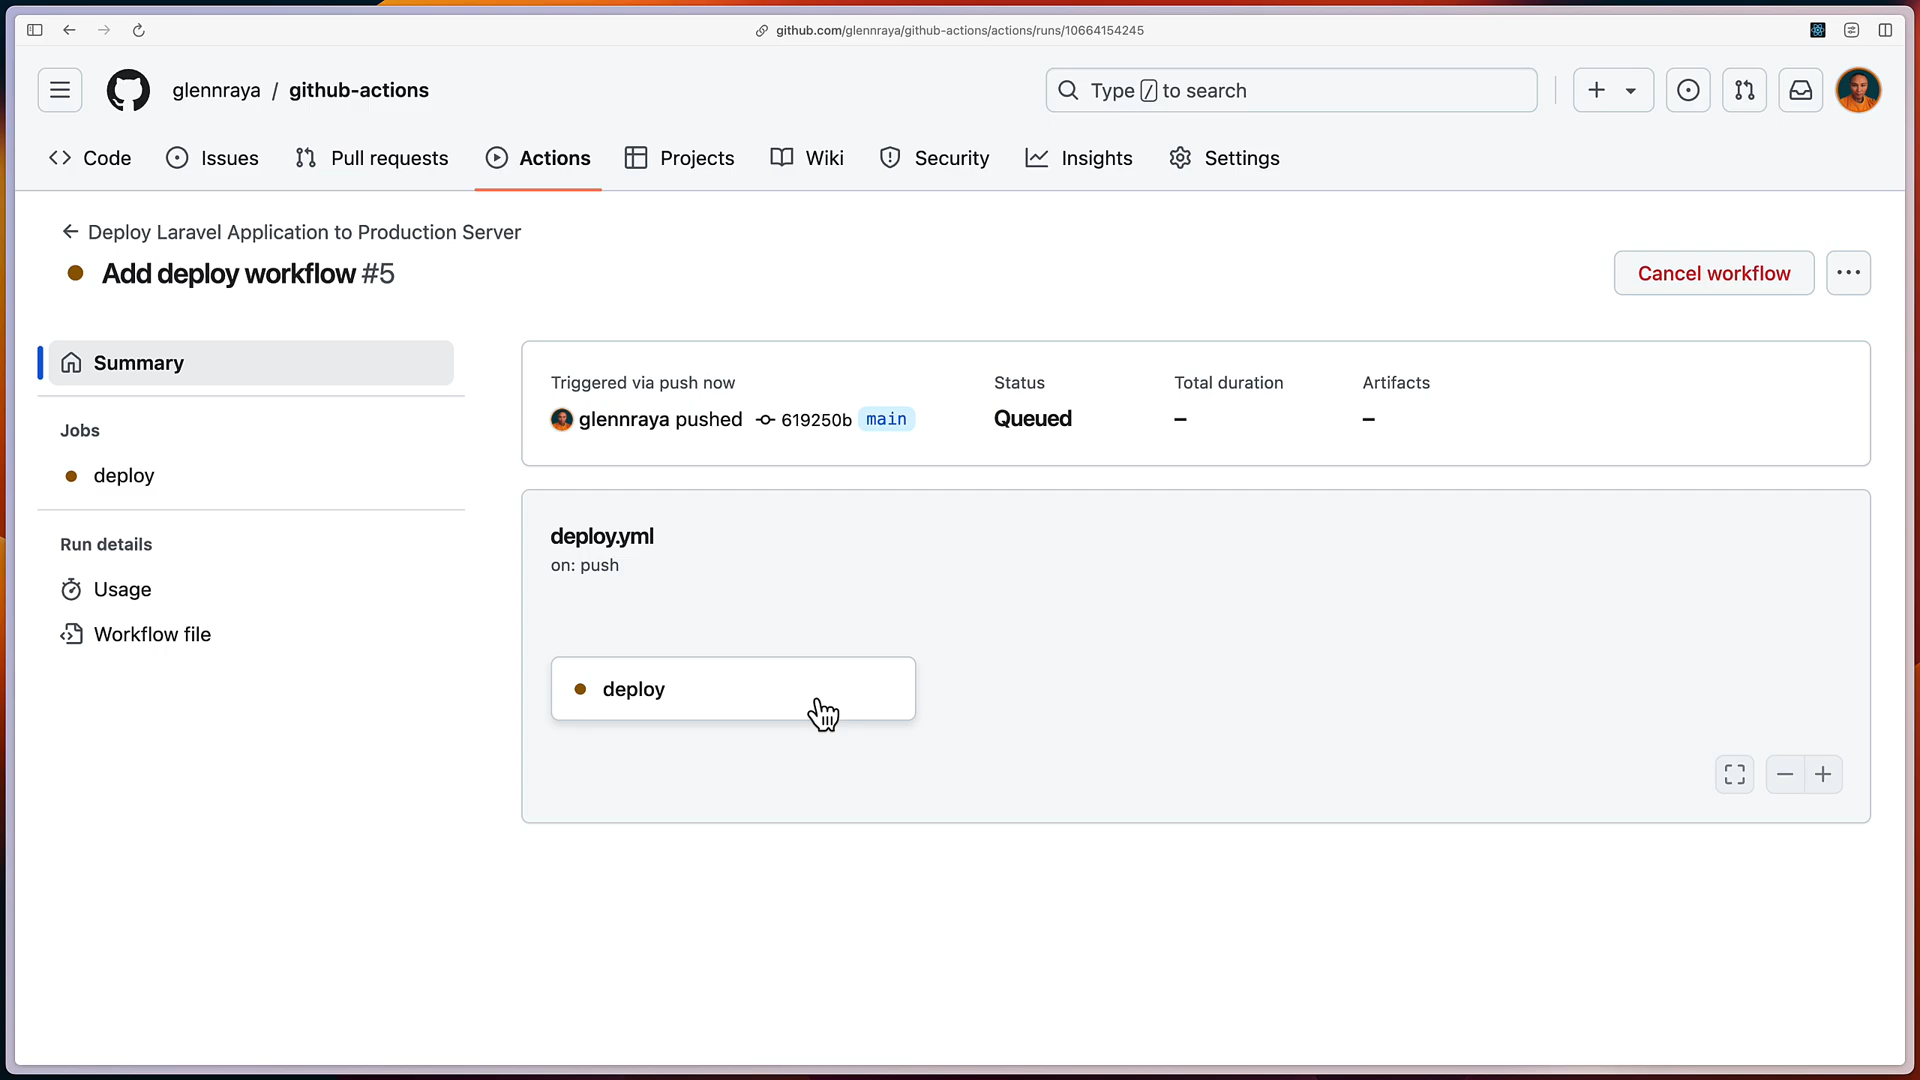 github.com/glennraya/github-actions/actions/runs/10664154245
glennraya / github-actions
Type / to search
Code
Issues
Pull requests
Actions
Projects
Wiki
Security
Insights
Settings
Deploy Laravel Application to Production Server
Add deploy workflow #5
Cancel workflow
Summary
Jobs
deploy
Run details
Usage
Workflow file
Triggered via push now
glennraya pushed 619250b main
Status
Queued
Total duration
–
Artifacts
–
deploy.yml
on: push
deploy